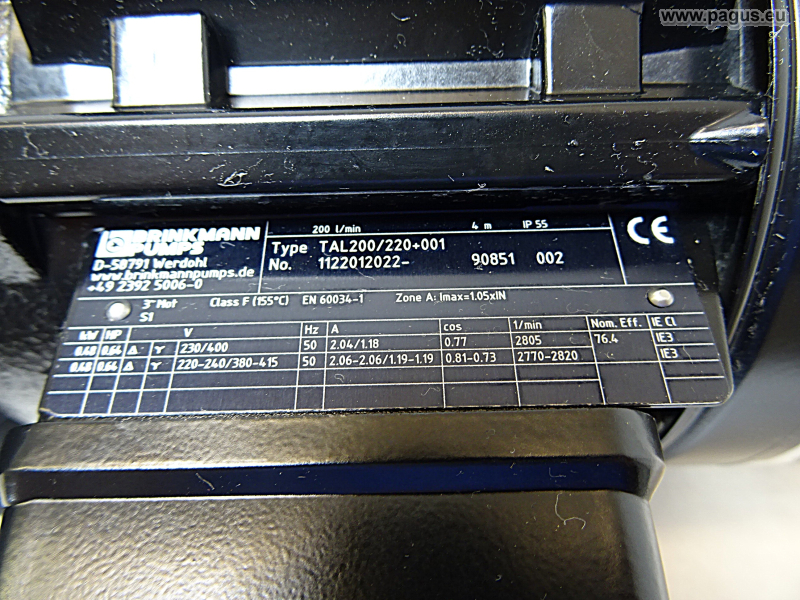 www.pagus.eu
BRINKMANN
PUMPS
D-58791 Werdohl
www.brinkmannpumps.de
+49 2392 5006-0
200 l/min 4 m IP 55
Type TAL200/220+001
No. 1122012022- 90851 002
CE
3~ Mot Class F (155°C) EN 60034-1 Zone A: Imax=1.05xIN
S1
kW HP V Hz A cos 1/min Nom. Eff. IE Cl
0.48 0.64 Δ Y 230/400 50 2.04/1.18 0.77 2805 76.4 IE3
0.48 0.64 Δ Y 220-240/380-415 50 2.06-2.06/1.19-1.19 0.81-0.73 2770-2820 IE3